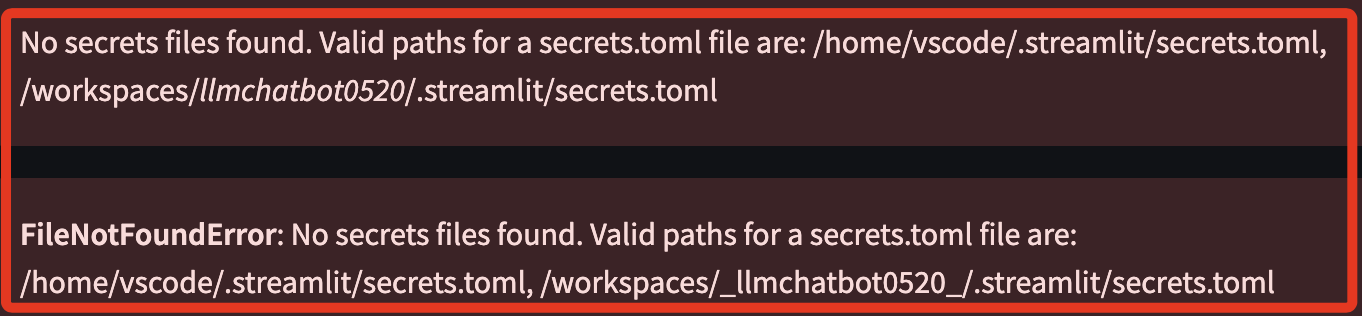 No secrets files found. Valid paths for a secrets.toml file are: /home/vscode/.streamlit/secrets.toml,
/workspaces/llmchatbot0520/.streamlit/secrets.toml
FileNotFoundError: No secrets files found. Valid paths for a secrets.toml file are:
/home/vscode/.streamlit/secrets.toml, /workspaces/_llmchatbot0520_/.streamlit/secrets.toml